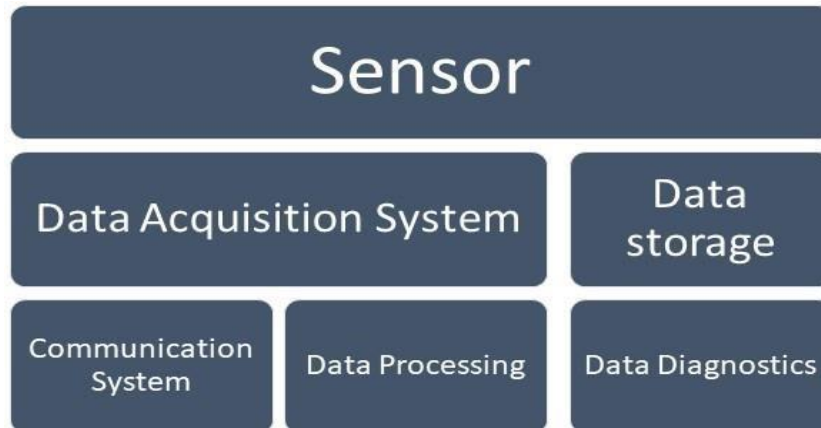 Sensor
Data Acquisition System
Data
storage
Communication
System
Data Processing
Data Diagnostics